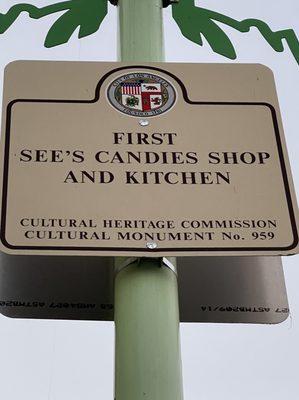 FIRST
SEE'S CANDIES SHOP
AND KITCHEN
CULTURAL HERITAGE COMMISSION
CULTURAL MONUMENT No. 959